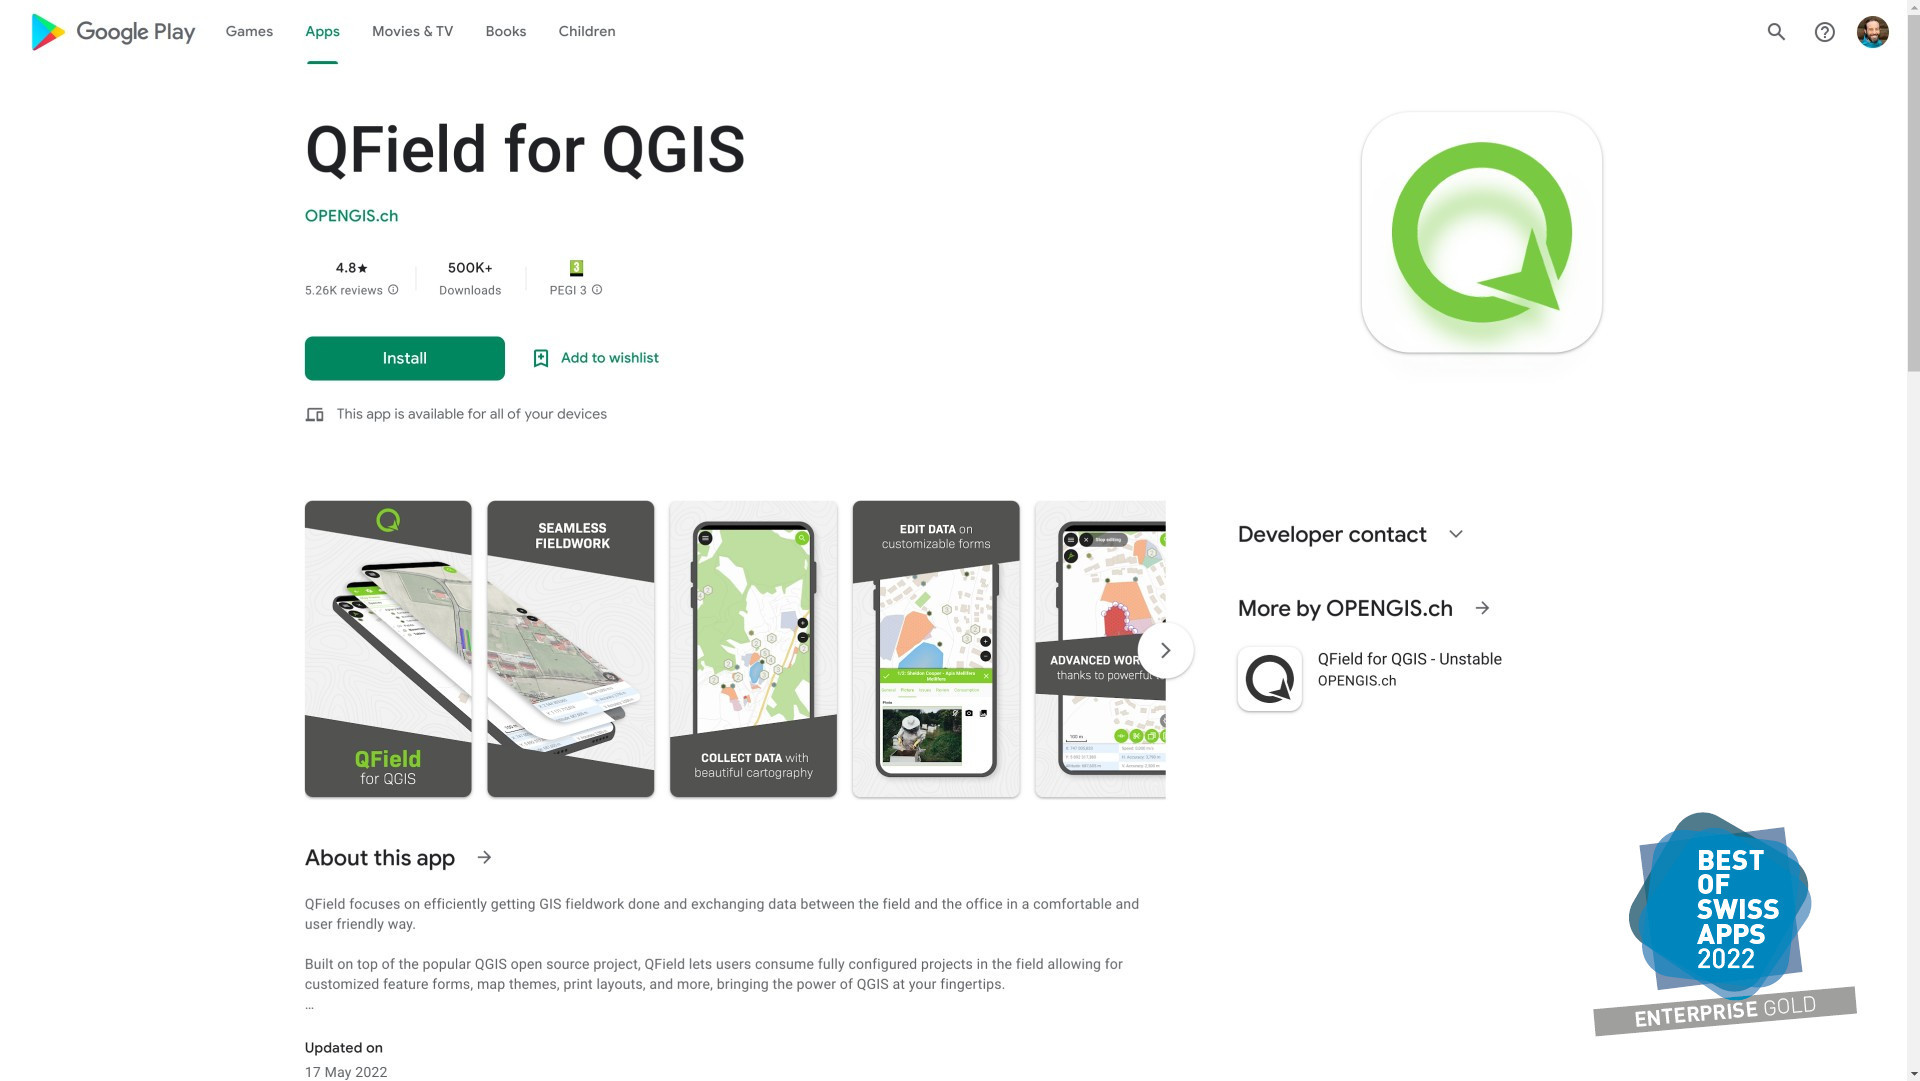 Google Play
Games
Apps
Movies & TV
Books
Children
QField for QGIS
OPENGIS.ch
4.8★
5.26K reviews
500K+
Downloads
3
PEGI 3
Install
Add to wishlist
This app is available for all of your devices
QField
for QGIS
SEAMLESS
FIELDWORK
COLLECT DATA with
beautiful cartography
EDIT DATA on
customizable forms
Stop editing
ADVANCED WOR
thanks to powerful
100 m
Developer contact
More by OPENGIS.ch
QField for QGIS - Unstable
OPENGIS.ch
About this app
QField focuses on efficiently getting GIS fieldwork done and exchanging data between the field and the office in a comfortable and
user friendly way.
Built on top of the popular QGIS open source project, QField lets users consume fully configured projects in the field allowing for
customized feature forms, map themes, print layouts, and more, bringing the power of QGIS at your fingertips.
...
Updated on
17 May 2022
BEST
OF
SWISS
APPS
2022
ENTERPRISE GOLD